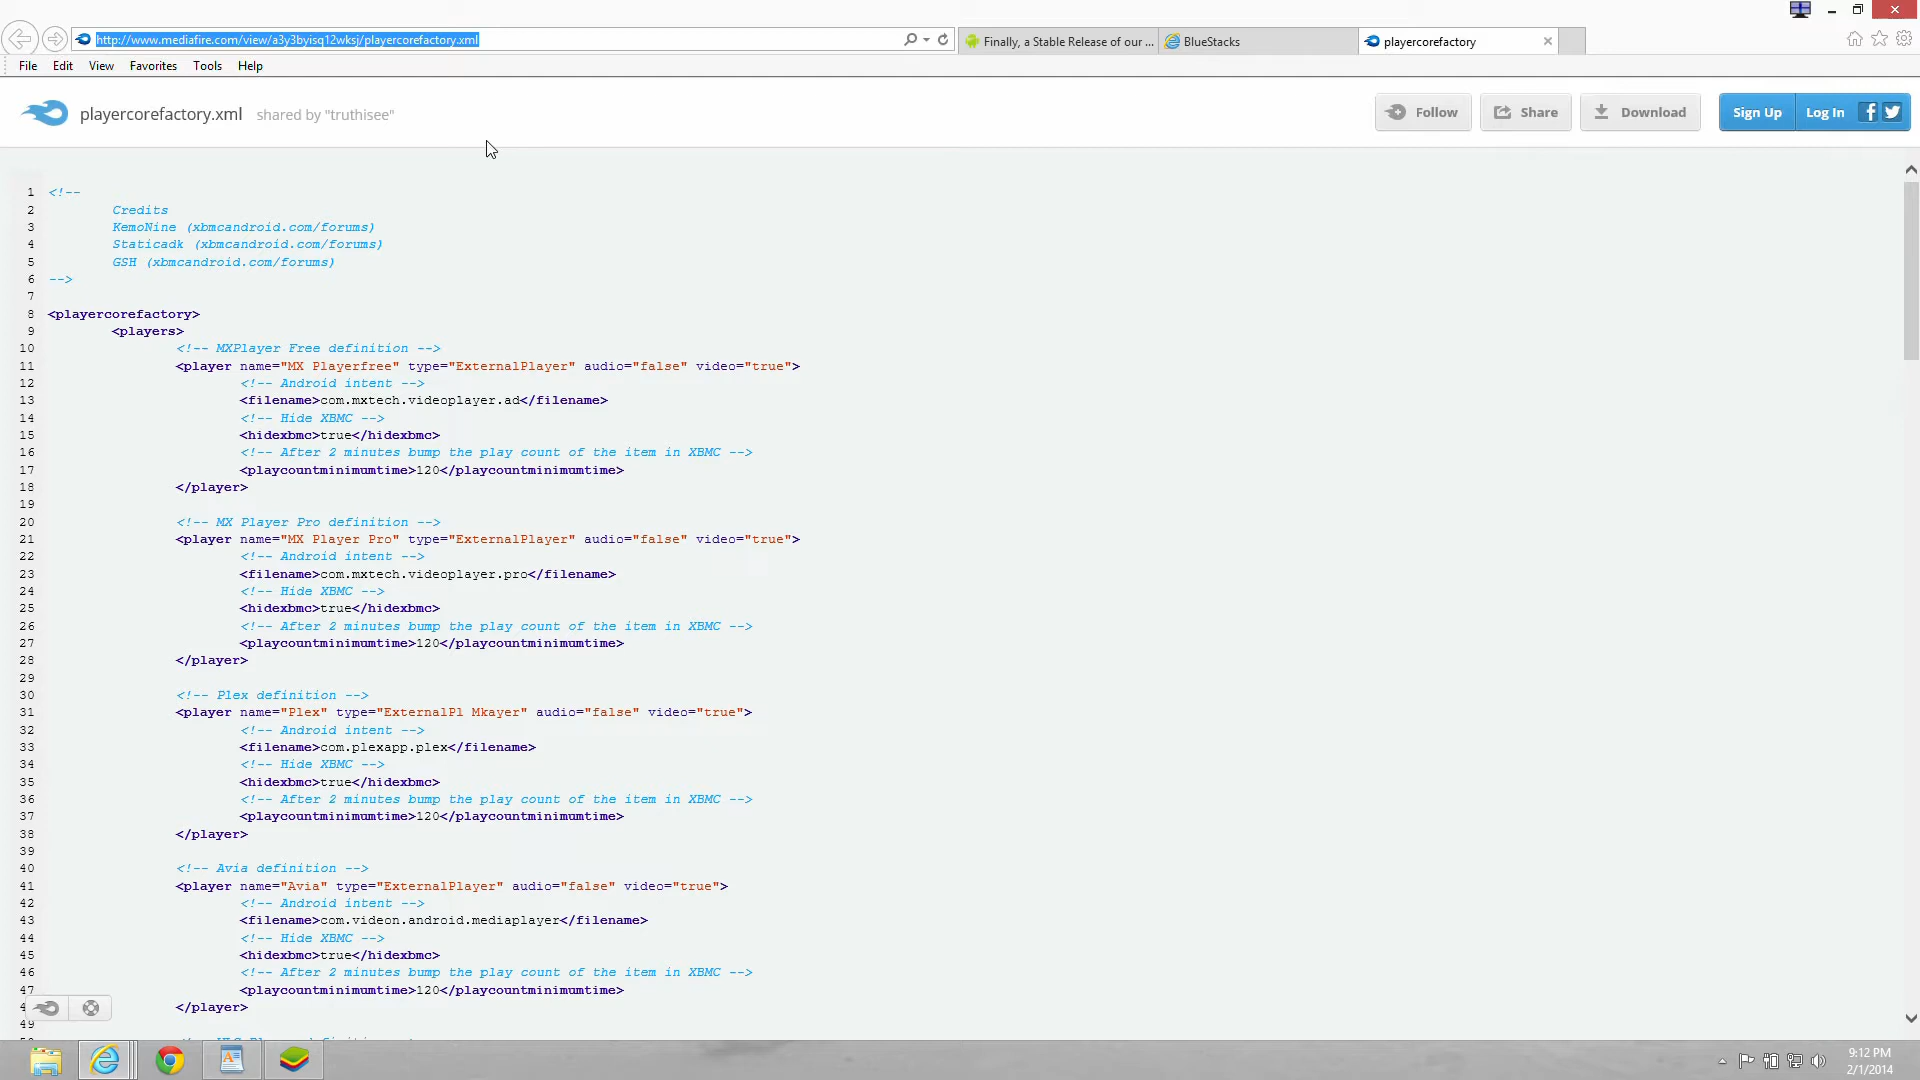 http://www.mediafire.com/view/a3y3byisq12wksj/playercorefactory.xml
Finally, a Stable Release of our ...
BlueStacks
playercorefactory
File Edit View Favorites Tools Help
playercorefactory.xml shared by "truthisee"
Follow Share Download Sign Up Log In
1 <!--
2 Credits
3 KemoNine (xbmcandroid.com/forums)
4 Staticadk (xbmcandroid.com/forums)
5 GSH (xbmcandroid.com/forums)
6 -->
7
8 <playercorefactory>
9 <players>
10 <!-- MXPlayer Free definition -->
11 <player name="MX Playerfree" type="ExternalPlayer" audio="false" video="true">
12 <!-- Android intent -->
13 <filename>com.mxtech.videoplayer.ad</filename>
14 <!-- Hide XBMC -->
15 <hidexbmc>true</hidexbmc>
16 <!-- After 2 minutes bump the play count of the item in XBMC -->
17 <playcountminimumtime>120</playcountminimumtime>
18 </player>
19
20 <!-- MX Player Pro definition -->
21 <player name="MX Player Pro" type="ExternalPlayer" audio="false" video="true">
22 <!-- Android intent -->
23 <filename>com.mxtech.videoplayer.pro</filename>
24 <!-- Hide XBMC -->
25 <hidexbmc>true</hidexbmc>
26 <!-- After 2 minutes bump the play count of the item in XBMC -->
27 <playcountminimumtime>120</playcountminimumtime>
28 </player>
29
30 <!-- Plex definition -->
31 <player name="Plex" type="ExternalPl Mkayer" audio="false" video="true">
32 <!-- Android intent -->
33 <filename>com.plexapp.plex</filename>
34 <!-- Hide XBMC -->
35 <hidexbmc>true</hidexbmc>
36 <!-- After 2 minutes bump the play count of the item in XBMC -->
37 <playcountminimumtime>120</playcountminimumtime>
38 </player>
39
40 <!-- Avia definition -->
41 <player name="Avia" type="ExternalPlayer" audio="false" video="true">
42 <!-- Android intent -->
43 <filename>com.videon.android.mediaplayer</filename>
44 <!-- Hide XBMC -->
45 <hidexbmc>true</hidexbmc>
46 <!-- After 2 minutes bump the play count of the item in XBMC -->
47 <playcountminimumtime>120</playcountminimumtime>
</player>
49
9:12 PM
2/1/2014